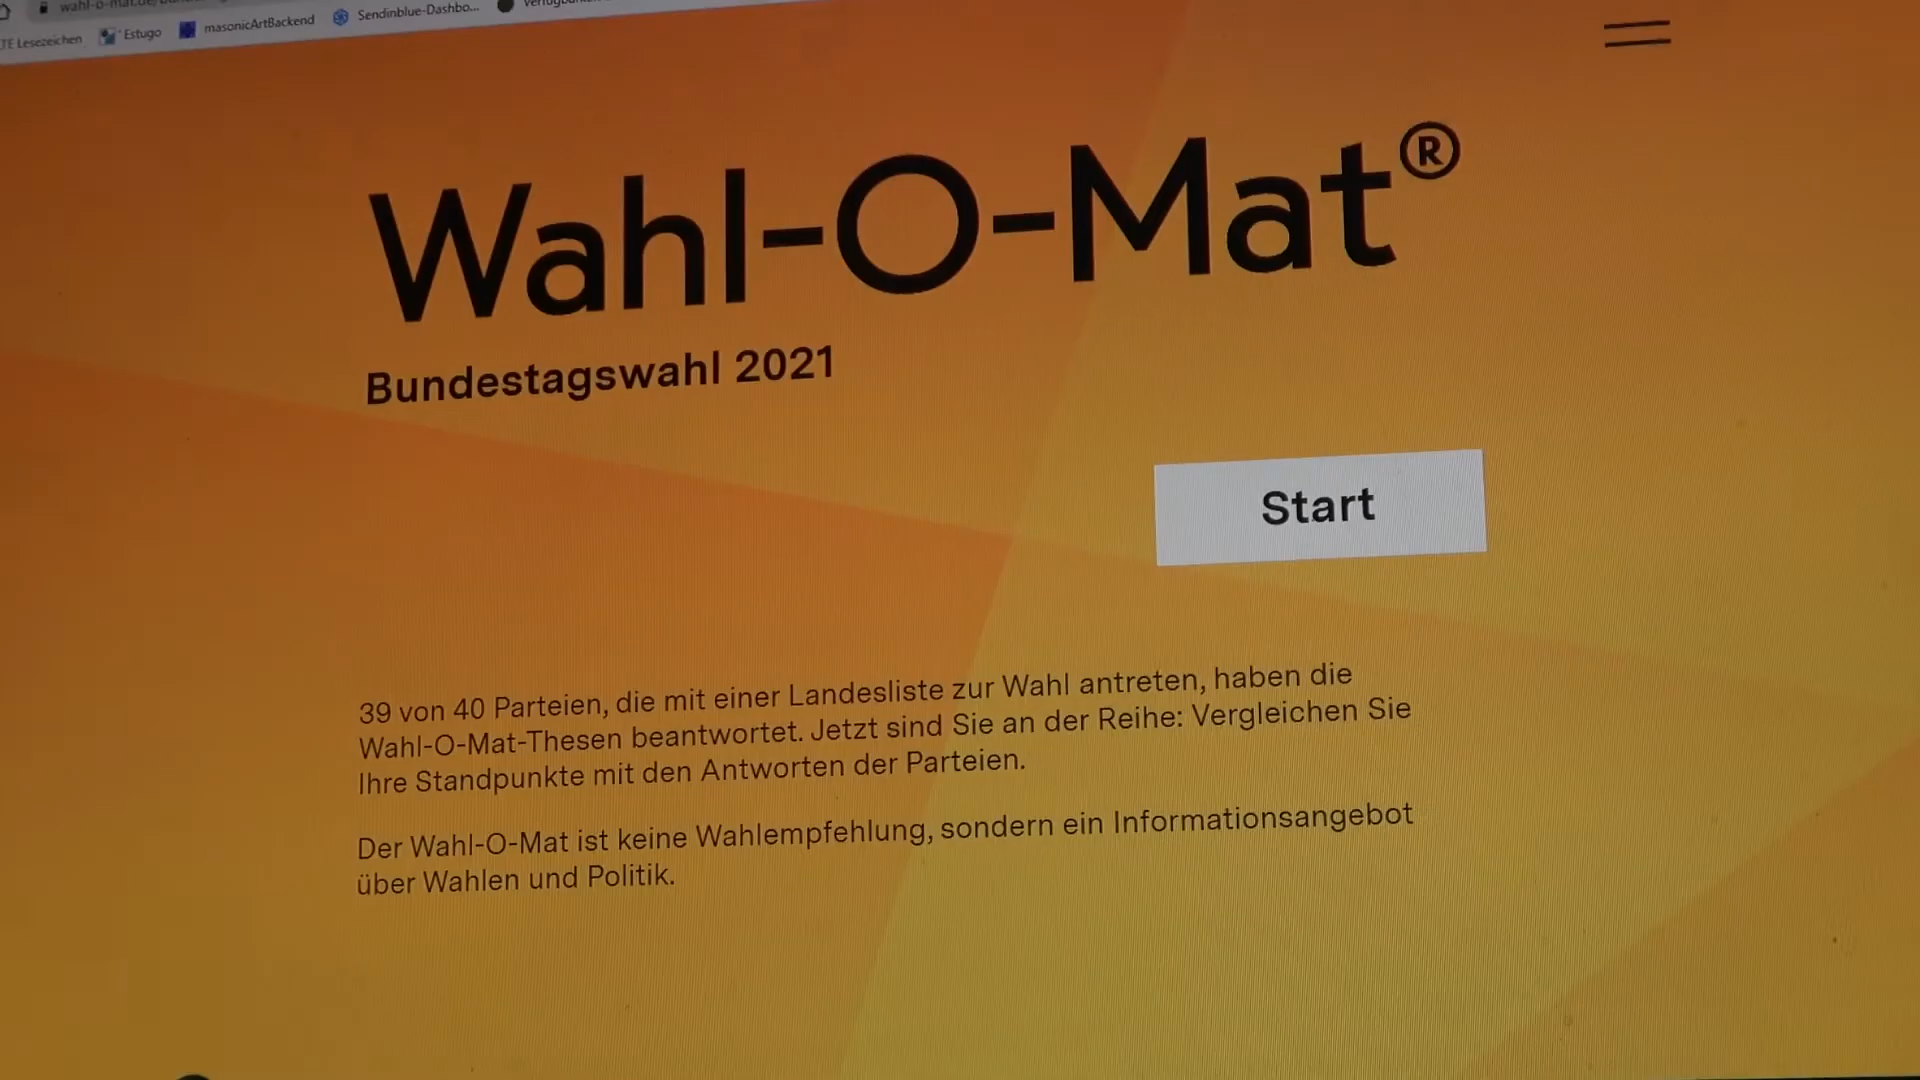 TE Lesezeichen Estugo masonicArtBackend Sendinblue-Dashbo...
Wahl-O-Mat®
Bundestagswahl 2021
Start
39 von 40 Parteien, die mit einer Landesliste zur Wahl antreten, haben die
Wahl-O-Mat-Thesen beantwortet. Jetzt sind Sie an der Reihe: Vergleichen Sie
Ihre Standpunkte mit den Antworten der Parteien.
Der Wahl-O-Mat ist keine Wahlempfehlung, sondern ein Informationsangebot
über Wahlen und Politik.